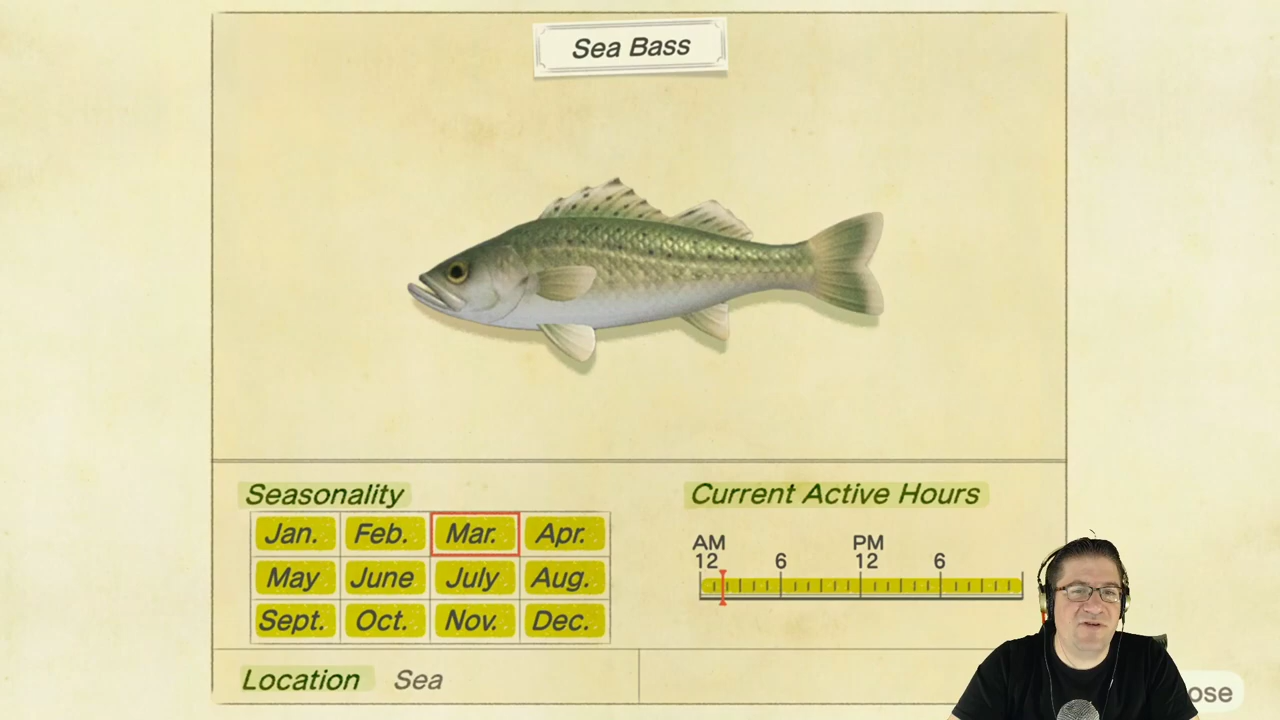 Sea Bass
Seasonality
Current Active Hours
Jan. Feb. Mar. Apr.
May June July Aug.
Sept. Oct. Nov. Dec.
AM PM
12 6 12 6
Location Sea
ose